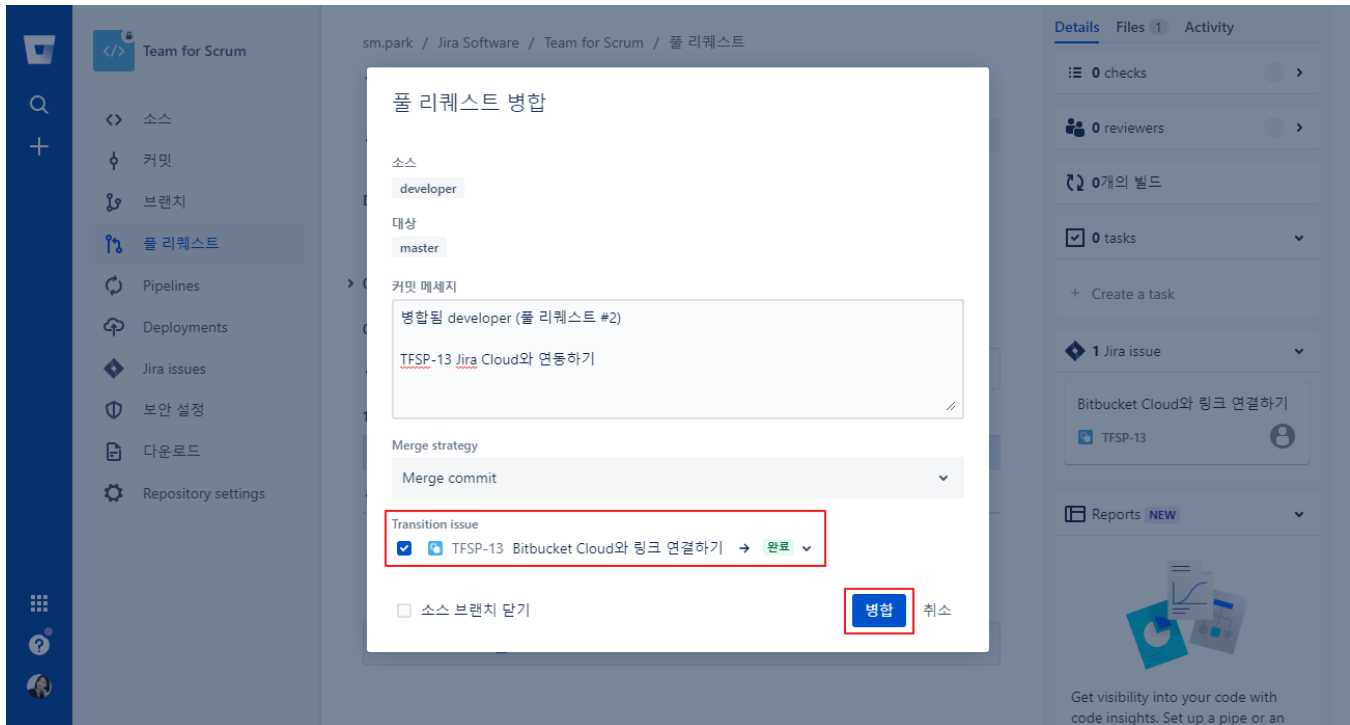 Team for Scrum
소스
커밋
브랜치
풀 리퀘스트
Pipelines
Deployments
Jira issues
보안 설정
다운로드
Repository settings
sm.park / Jira Software / Team for Scrum / 풀 리퀘스트
풀 리퀘스트 병합
소스
developer
대상
master
커밋 메세지
병합됨 developer (풀 리퀘스트 #2)
TFSP-13 Jira Cloud와 연동하기
Merge strategy
Merge commit
Transition issue
TFSP-13 Bitbucket Cloud와 링크 연결하기 → 완료
소스 브랜치 닫기
병합 취소
Details Files 1 Activity
0 checks
0 reviewers
0개의 빌드
0 tasks
+ Create a task
1 Jira issue
Bitbucket Cloud와 링크 연결하기
TFSP-13
Reports NEW
Get visibility into your code with
code insights. Set up a pipe or an